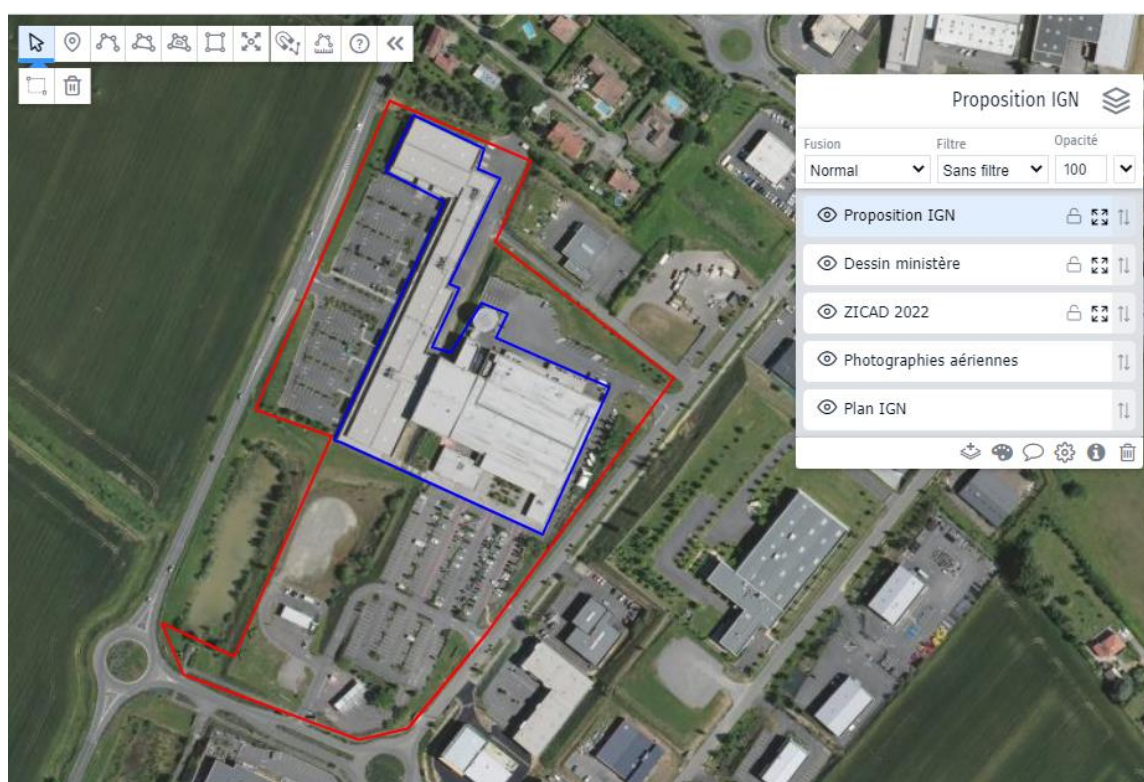 Proposition IGN
Fusion Filtre Opacité
Normal Sans filtre 100
Proposition IGN
Dessin ministère
ZICAD 2022
Photographies aériennes
Plan IGN